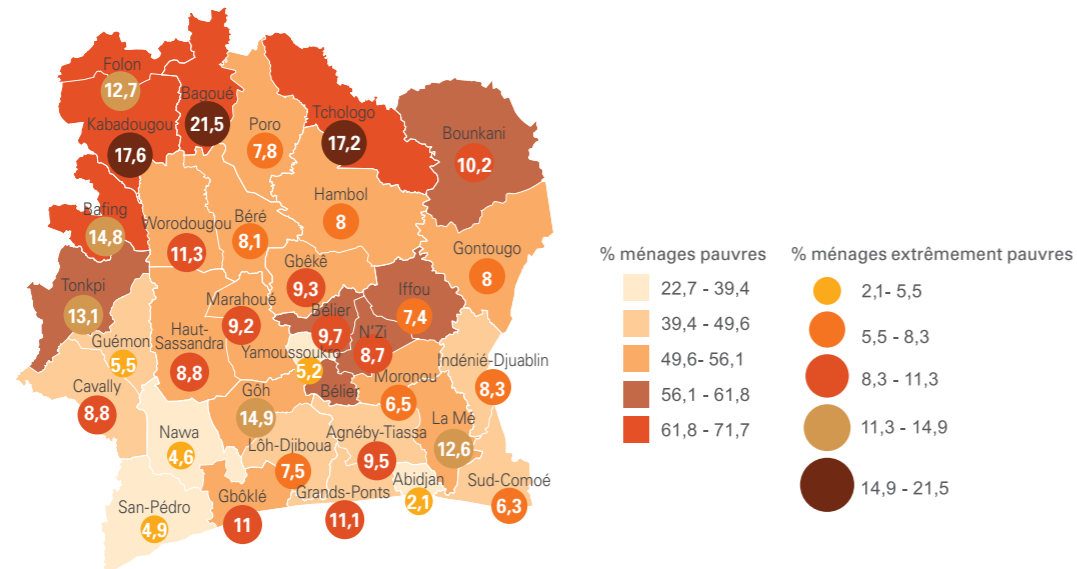 Folon
12,7
Bagoué
21,5
Kabadougou
17,6
Poro
7,8
Tchologo
17,2
Bounkani
10,2
Bafing
14,8
Worodougou
11,3
Béré
8,1
Hambol
8
Gontougo
8
Gbêkê
9,3
Tonkpi
13,1
Iffou
7,4
Marahoué
9,2
Bélier
9,7
N'Zi
8,7
Guémon
5,5
Haut-
Sassandra
8,8
Yamoussoukro
5,2
Bélier
Indénié-Djuablin
8,3
Moronou
6,5
Cavally
8,8
Gôh
14,9
La Mé
12,6
Nawa
4,6
Lôh-Djiboua
7,5
Agnéby-Tiassa
9,5
Abidjan
2,1
Sud-Comoé
6,3
San-Pédro
4,9
Gbôklé
11
Grands-Ponts
11,1
% ménages pauvres
22,7 - 39,4
39,4 - 49,6
49,6- 56,1
56,1 - 61,8
61,8 - 71,7
% ménages extrêmement pauvres
2,1- 5,5
5,5 - 8,3
8,3 - 11,3
11,3 - 14,9
14,9 - 21,5